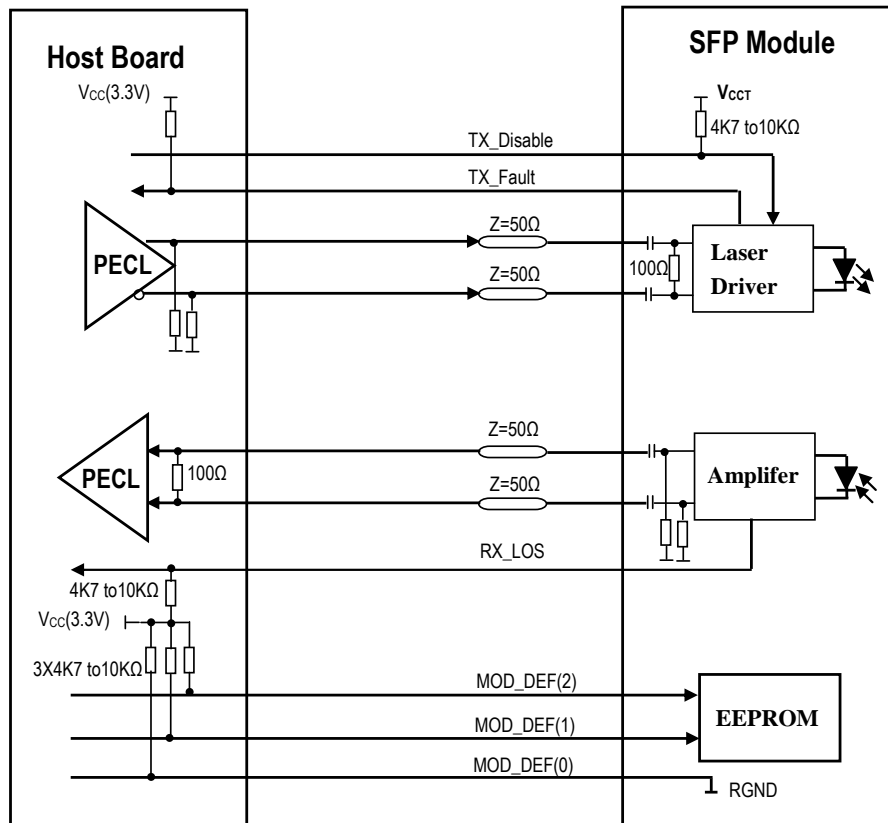 Host Board
SFP Module
Vcc(3.3V)
VCCT
4K7 to10KΩ
TX_Disable
TX_Fault
PECL
Z=50Ω
Z=50Ω
100Ω
Laser
Driver
PECL
100Ω
Z=50Ω
Z=50Ω
Amplifer
RX_LOS
4K7 to10KΩ
Vcc(3.3V)
3X4K7 to10KΩ
MOD_DEF(2)
EEPROM
MOD_DEF(1)
MOD_DEF(0)
RGND